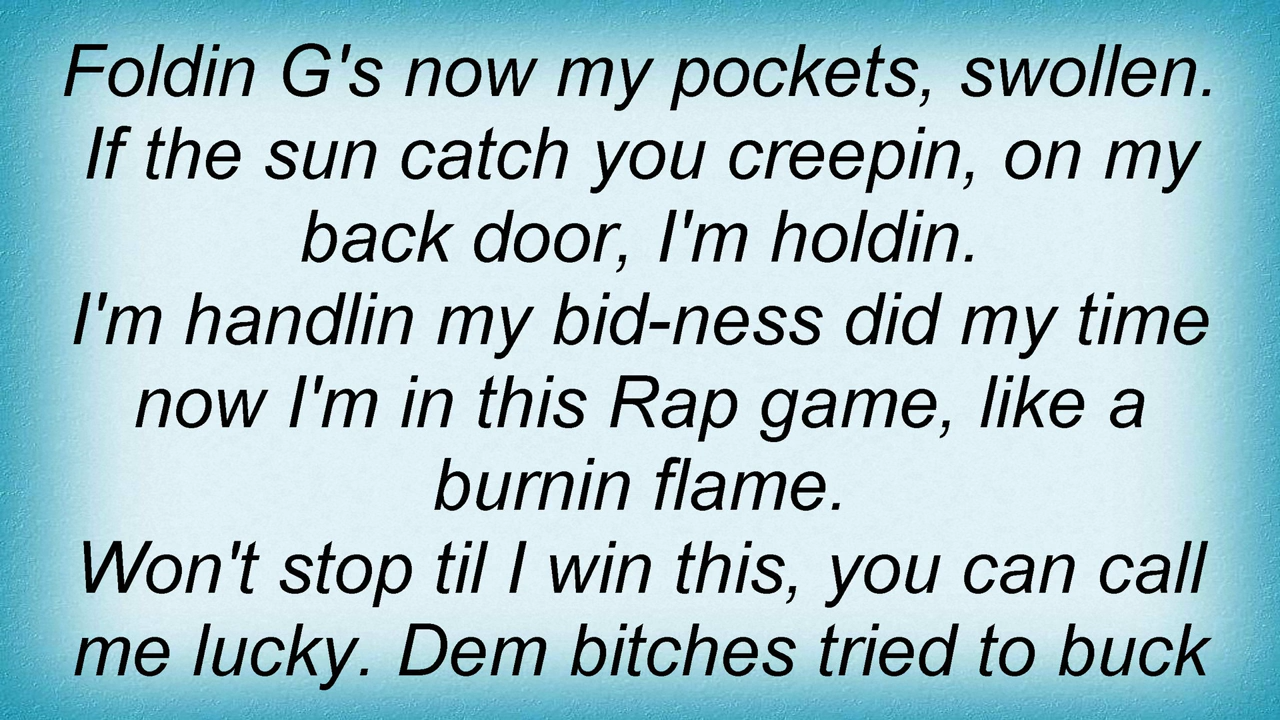 Foldin G's now my pockets, swollen.
If the sun catch you creepin, on my
back door, I'm holdin.
I'm handlin my bid-ness did my time
now I'm in this Rap game, like a
burnin flame.
Won't stop til I win this, you can call
me lucky. Dem bitches tried to buck